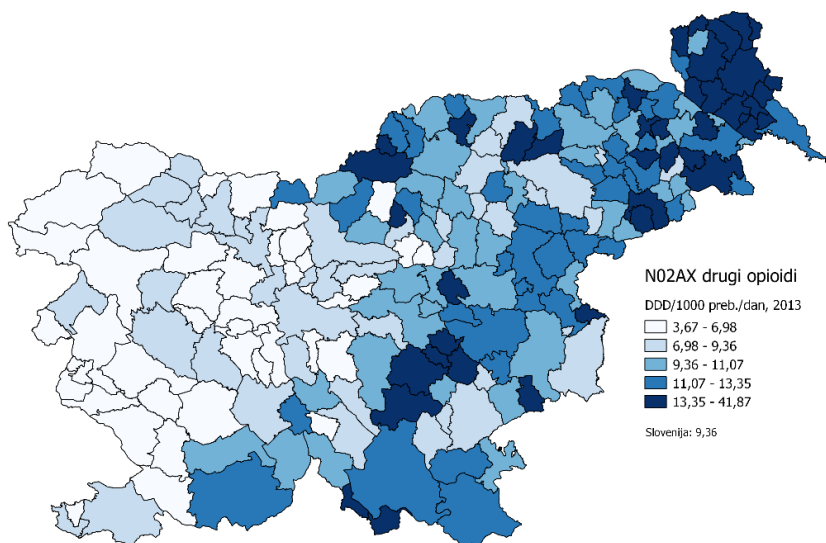 N02AX drugi opioidi
DDD/1000 preb./dan, 2013
3,67 - 6,98
6,98 - 9,36
9,36 - 11,07
11,07 - 13,35
13,35 - 41,87
Slovenija: 9,36